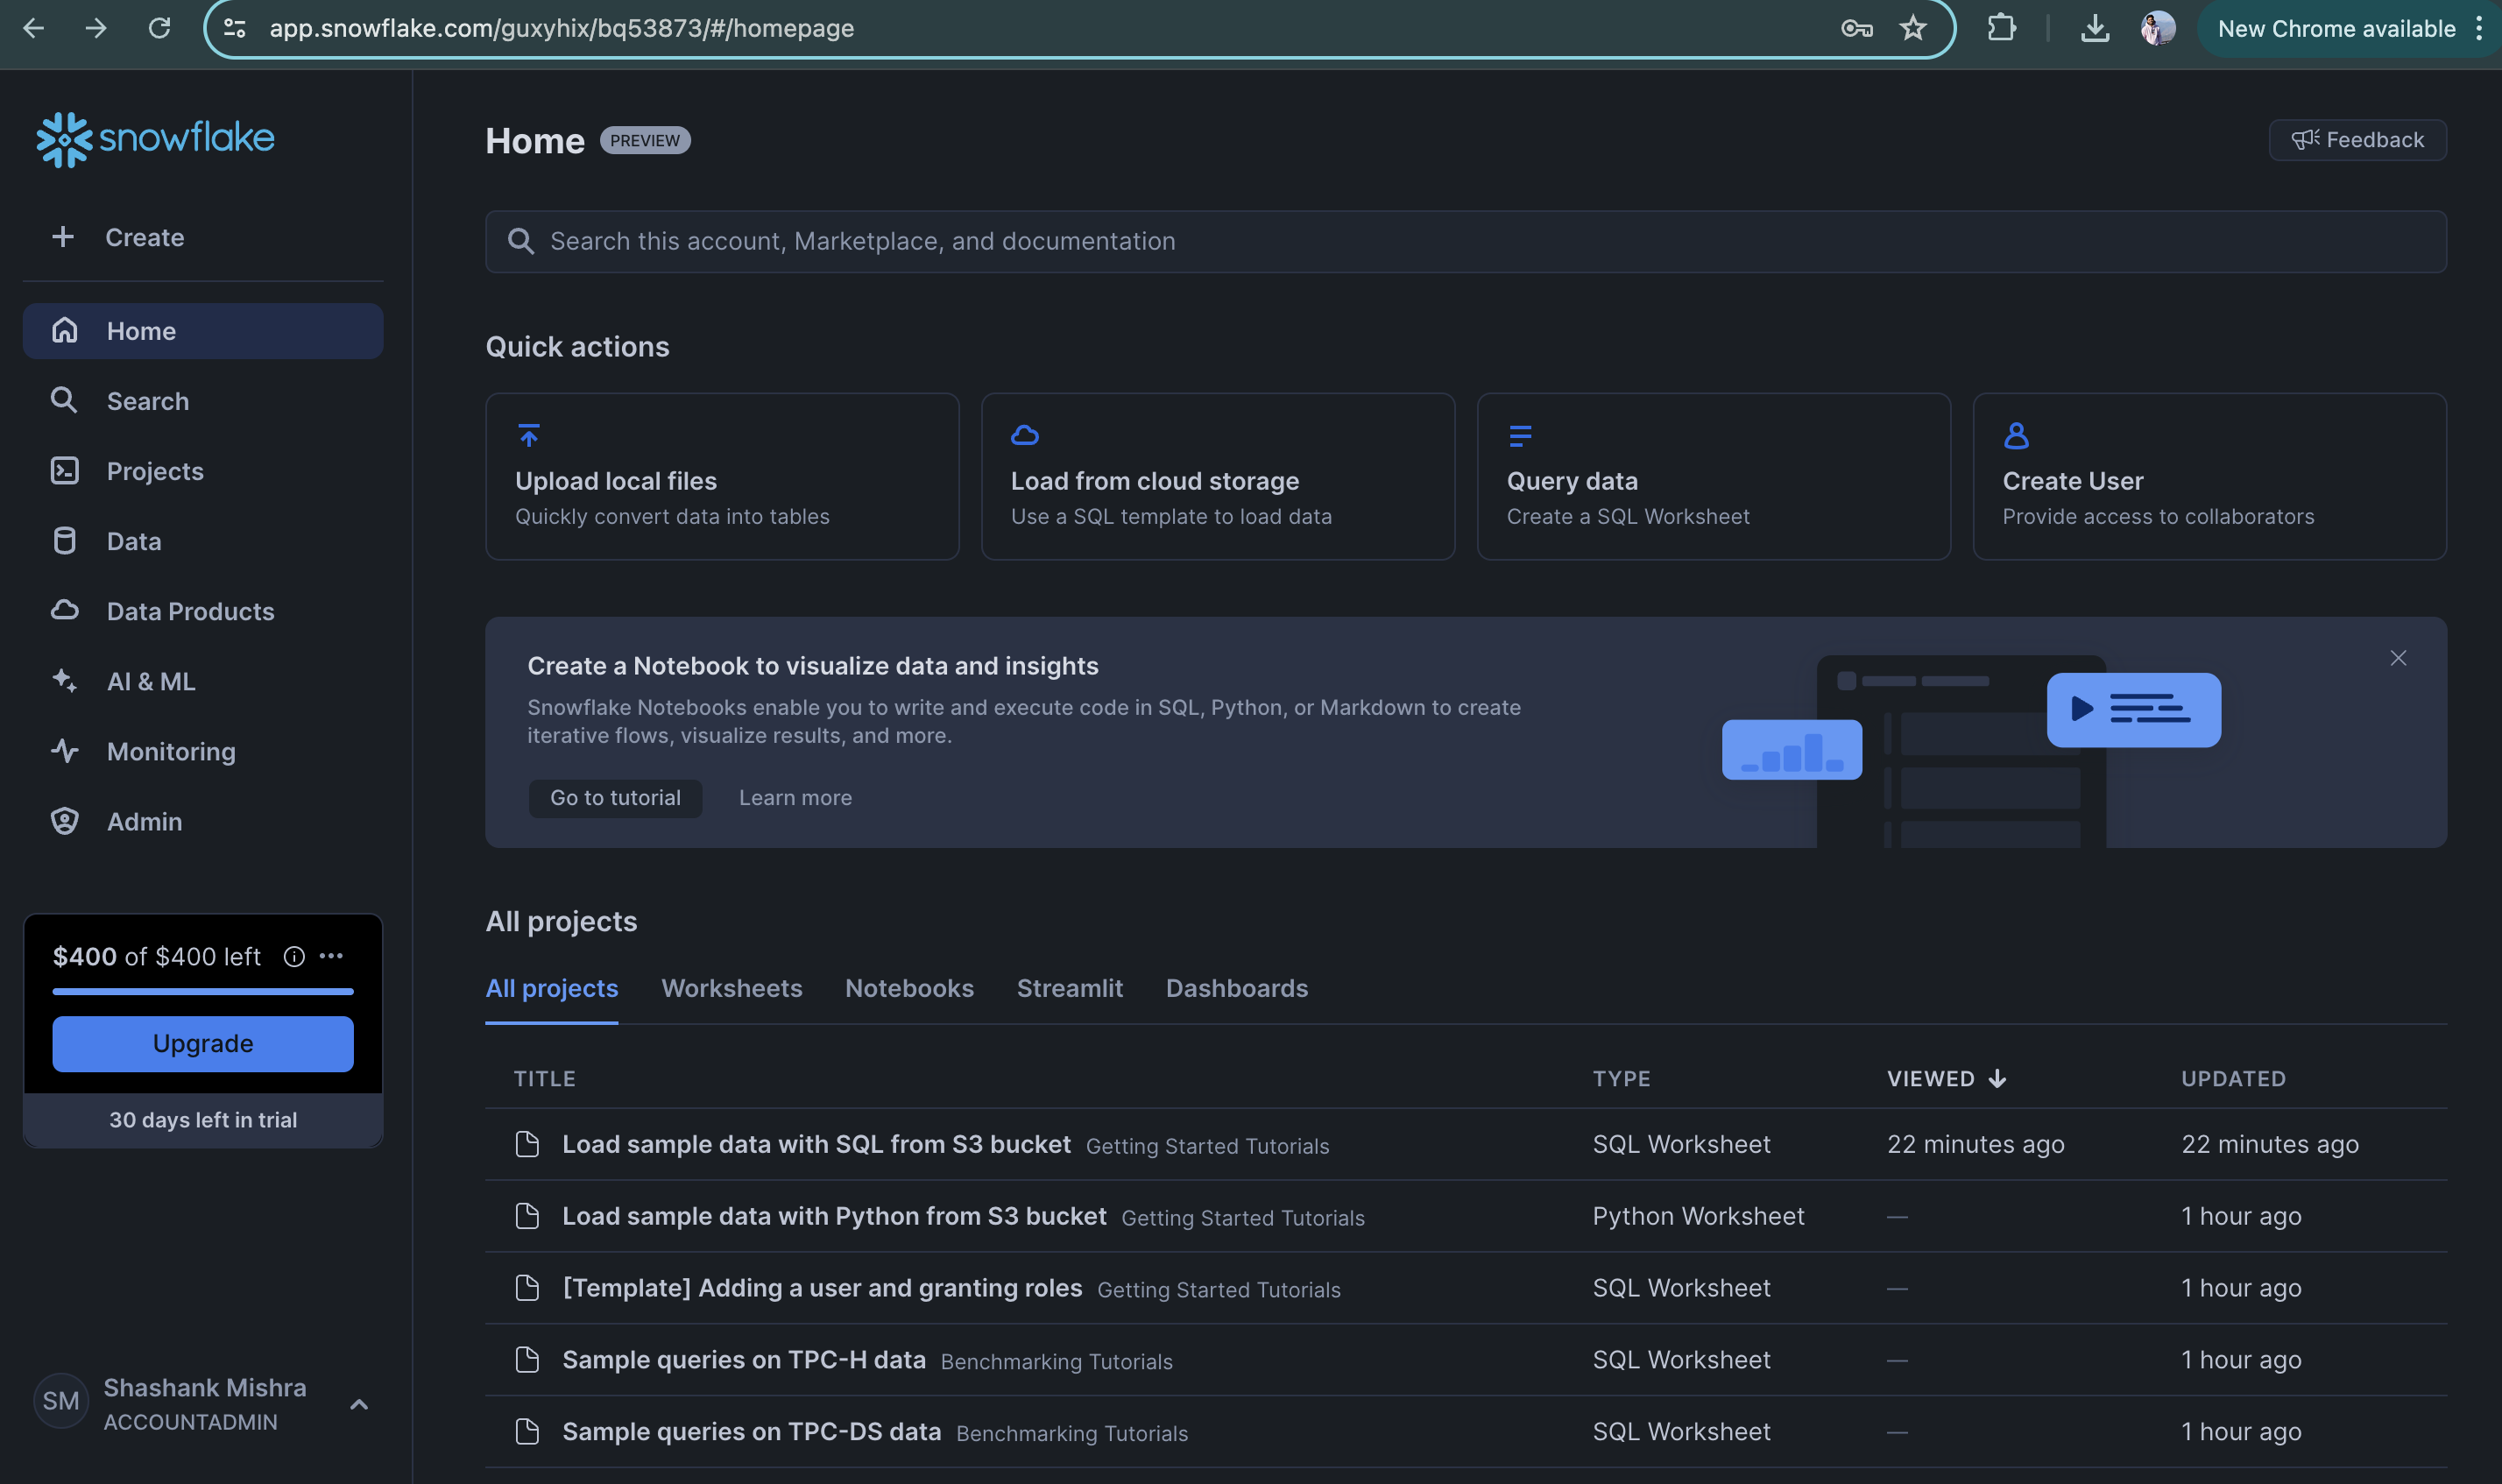 app.snowflake.com/guxyhix/bq53873/#/homepage
New Chrome available
snowflake
Create
Home
Search
Projects
Data
Data Products
AI & ML
Monitoring
Admin
$400 of $400 left
Upgrade
30 days left in trial
SM
Shashank Mishra
ACCOUNTADMIN
Home PREVIEW
Feedback
Search this account, Marketplace, and documentation
Quick actions
Upload local files
Quickly convert data into tables
Load from cloud storage
Use a SQL template to load data
Query data
Create a SQL Worksheet
Create User
Provide access to collaborators
Create a Notebook to visualize data and insights
Snowflake Notebooks enable you to write and execute code in SQL, Python, or Markdown to create
iterative flows, visualize results, and more.
Go to tutorial Learn more
All projects
All projects Worksheets Notebooks Streamlit Dashboards
TITLE TYPE VIEWED UPDATED
Load sample data with SQL from S3 bucket Getting Started Tutorials SQL Worksheet 22 minutes ago 22 minutes ago
Load sample data with Python from S3 bucket Getting Started Tutorials Python Worksheet — 1 hour ago
[Template] Adding a user and granting roles Getting Started Tutorials SQL Worksheet — 1 hour ago
Sample queries on TPC-H data Benchmarking Tutorials SQL Worksheet — 1 hour ago
Sample queries on TPC-DS data Benchmarking Tutorials SQL Worksheet — 1 hour ago